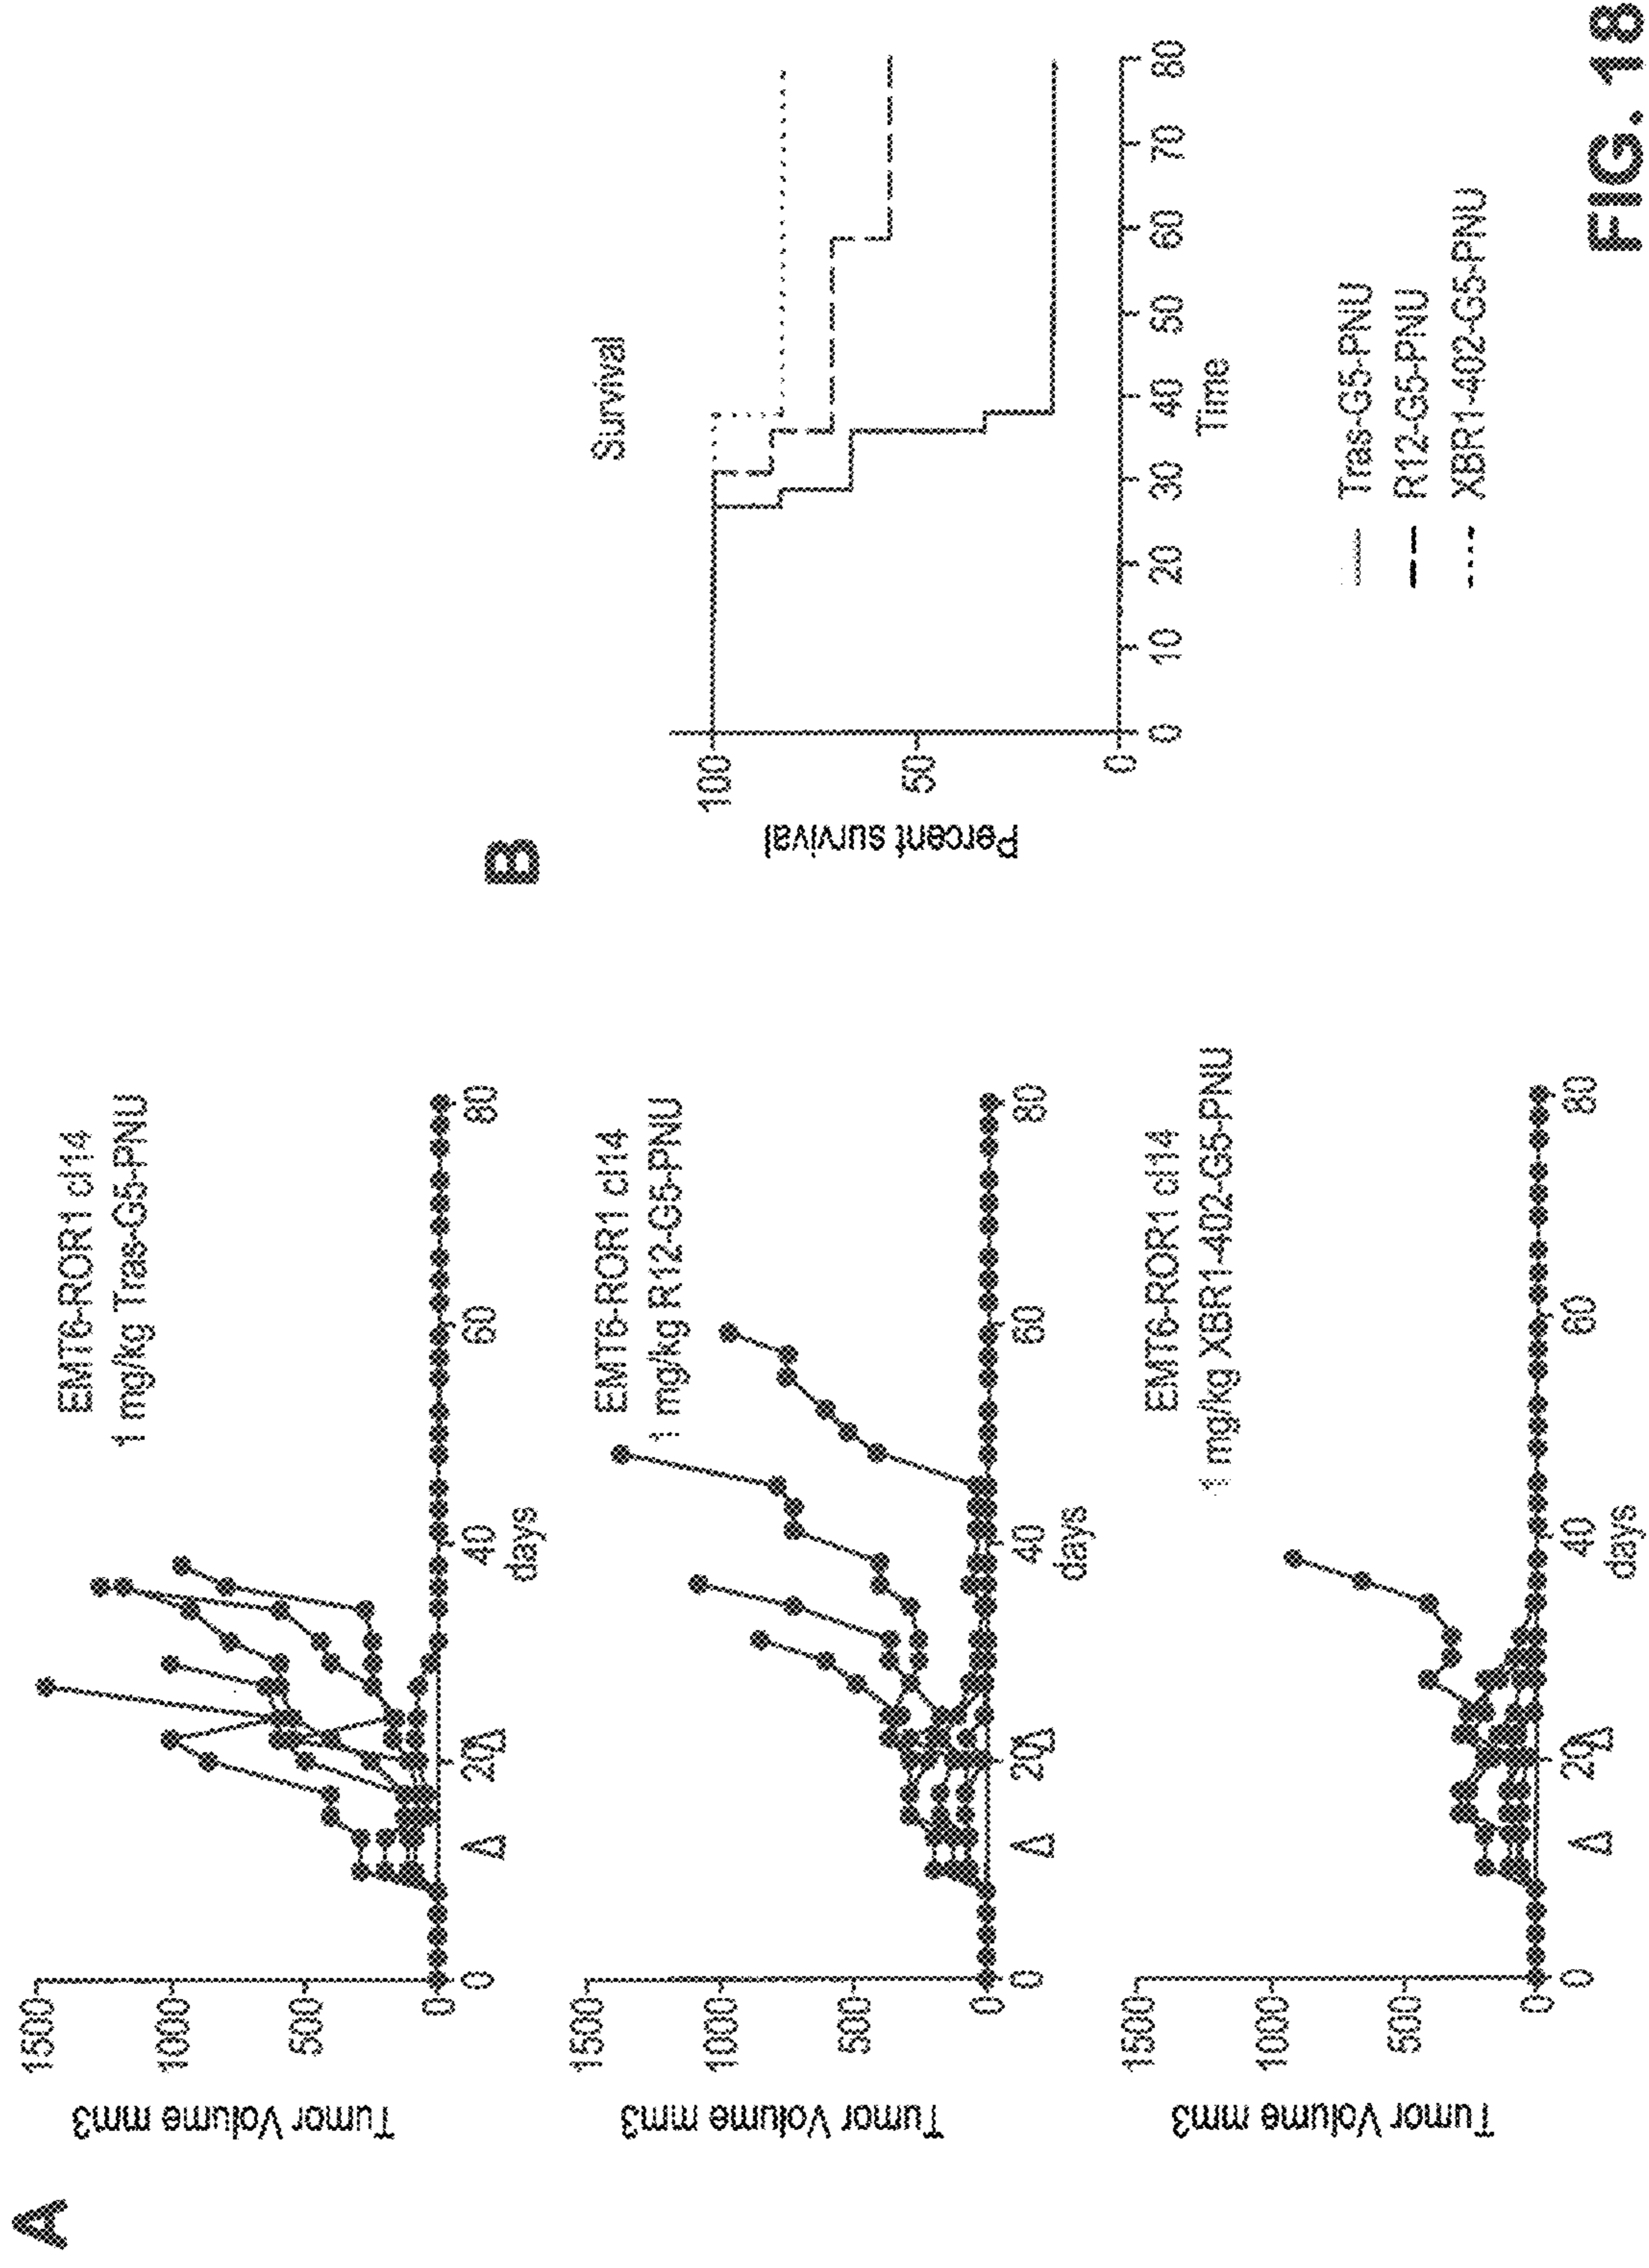 A
EMT6-ROR1 cl14
1 mg/kg Tras-G5-PNU
Tumor Volume mm3
1500
1000
500
0
0
20
40
60
80
days
Δ
Δ
EMT6-ROR1 cl14
1 mg/kg R12-G5-PNU
Tumor Volume mm3
1500
1000
500
0
0
20
40
60
80
days
Δ
Δ
EMT6-ROR1 cl14
1 mg/kg XBR1-402-G5-PNU
Tumor Volume mm3
1500
1000
500
0
0
20
40
60
80
days
Δ
Δ
B
Survival
Percent survival
100
50
0
0
10
20
30
40
50
60
70
80
Time
Tras-G5-PNU
R12-G5-PNU
XBR1-402-G5-PNU
FIG. 18